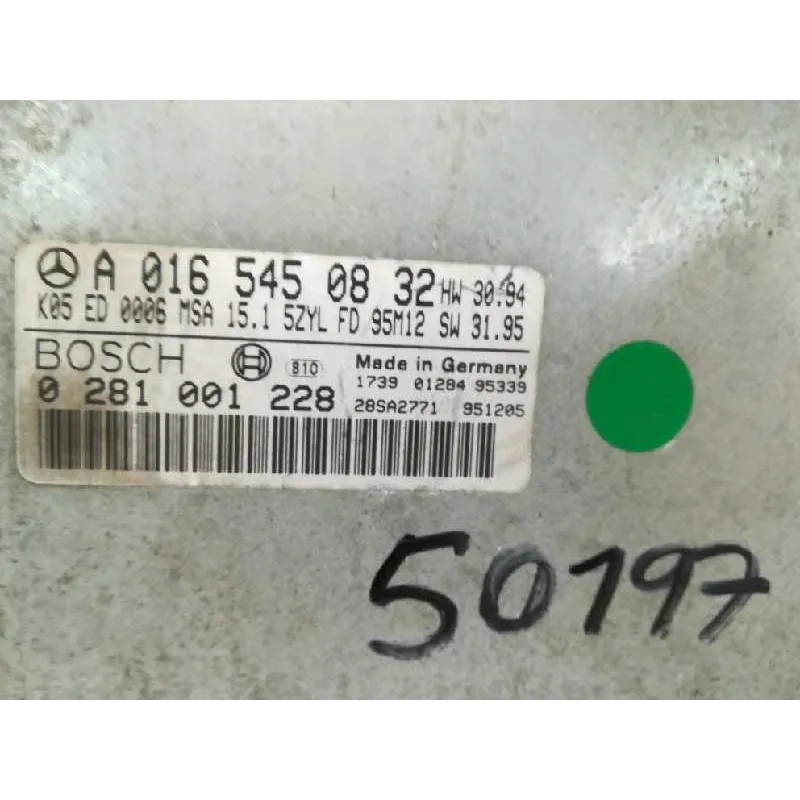 A 016 545 08 32 HW 30.94
K05 ED 0006 MSA 15.1 5ZYL FD 95M12 SW 31.95
BOSCH 810 Made in Germany
1739 01284 95339
0 281 001 228 28SA2771 951205
50197